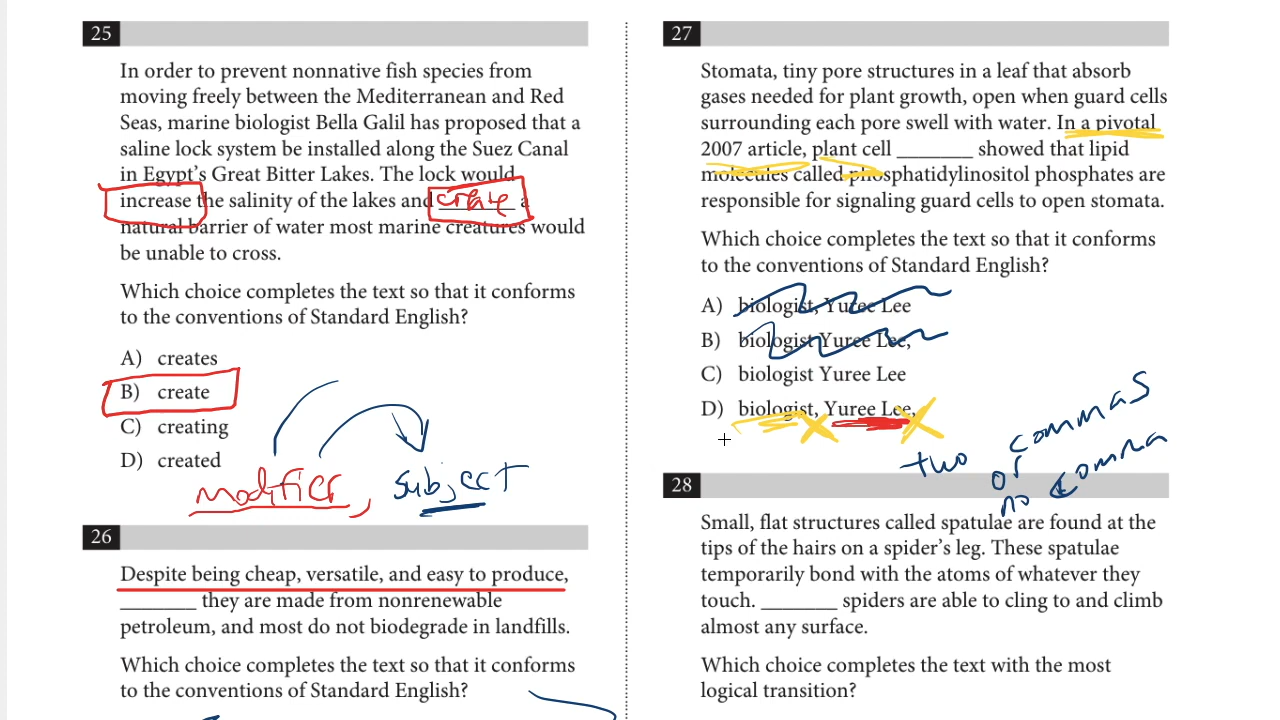 25
In order to prevent nonnative fish species from
moving freely between the Mediterranean and Red
Seas, marine biologist Bella Galil has proposed that a
saline lock system be installed along the Suez Canal
in Egypt's Great Bitter Lakes. The lock would
increase the salinity of the lakes and create a
natural barrier of water most marine creatures would
be unable to cross.
Which choice completes the text so that it conforms
to the conventions of Standard English?
A) creates
B) create
C) creating
D) created
modifier, subject
26
Despite being cheap, versatile, and easy to produce,
_______ they are made from nonrenewable
petroleum, and most do not biodegrade in landfills.
Which choice completes the text so that it conforms
to the conventions of Standard English?
27
Stomata, tiny pore structures in a leaf that absorb
gases needed for plant growth, open when guard cells
surrounding each pore swell with water. In a pivotal
2007 article, plant cell _______ showed that lipid
molecules called phosphatidylinositol phosphates are
responsible for signaling guard cells to open stomata.
Which choice completes the text so that it conforms
to the conventions of Standard English?
A) biologist, Yuree Lee
B) biologist Yuree Lee,
C) biologist Yuree Lee
D) biologist, Yuree Lee,
two commas
or
no comma
28
Small, flat structures called spatulae are found at the
tips of the hairs on a spider's leg. These spatulae
temporarily bond with the atoms of whatever they
touch. _______ spiders are able to cling to and climb
almost any surface.
Which choice completes the text with the most
logical transition?